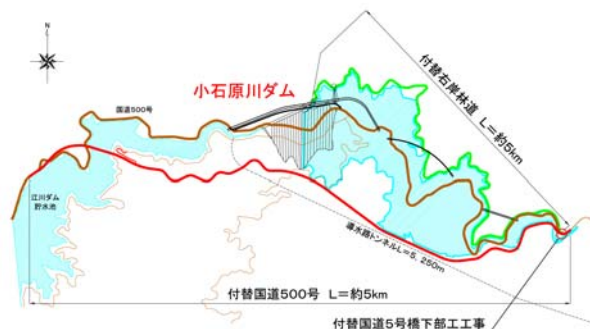 N
小石原川ダム
国道500号
付替右岸林道 L=約5km
江川ダム
貯水池
導水路トンネルL=5,250m
付替国道500号 L=約5km
付替国道5号橋下部工工事